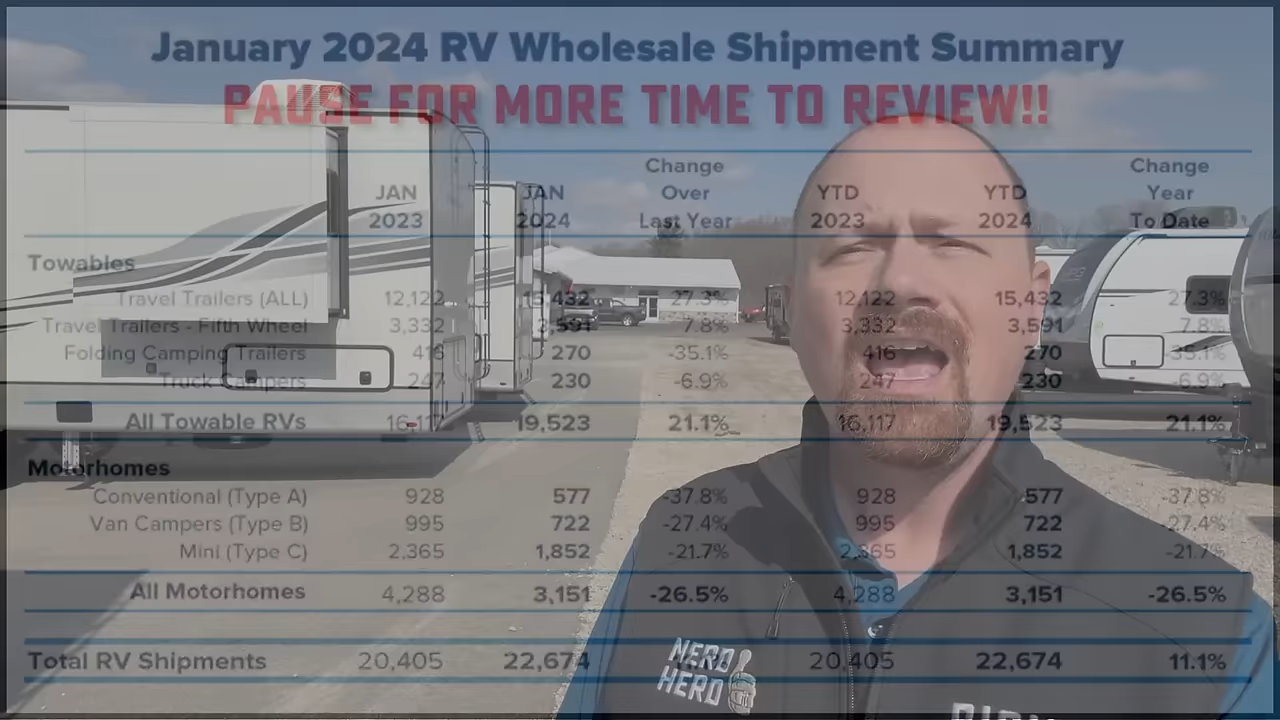 January 2024 RV Wholesale Shipment Summary
PAUSE FOR MORE TIME TO REVIEW!!
JAN 2023 JAN 2024 Change Over Last Year YTD 2023 YTD 2024 Change Year To Date
Towables
Travel Trailers (ALL) 12,122 15,432 27.3% 12,122 15,432 27.3%
Travel Trailers - Fifth Wheel 3,332 3,591 7.8% 3,332 3,591 7.8%
Folding Camping Trailers 416 270 -35.1% 416 270 -35.1%
Truck Campers 247 230 -6.9% 247 230 -6.9%
All Towable RVs 16,117 19,523 21.1% 16,117 19,523 21.1%
Motorhomes
Conventional (Type A) 928 577 -37.8% 928 577 -37.8%
Van Campers (Type B) 995 722 -27.4% 995 722 -27.4%
Mini (Type C) 2,365 1,852 -21.7% 2,365 1,852 -21.7%
All Motorhomes 4,288 3,151 -26.5% 4,288 3,151 -26.5%
Total RV Shipments 20,405 22,674 20,405 22,674 11.1%
NERD
HERO